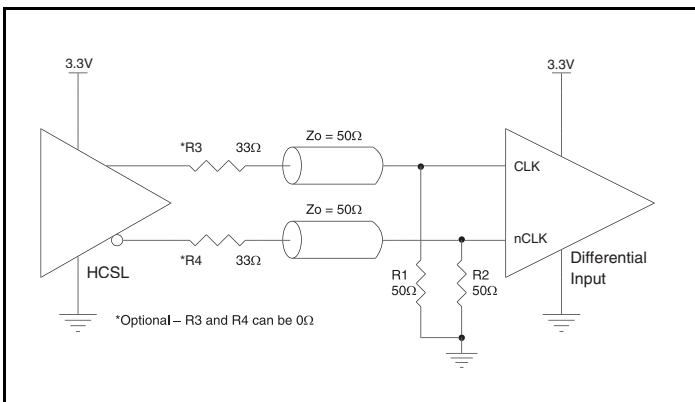 3.3V
3.3V
*R3
33Ω
Zo = 50Ω
CLK
Zo = 50Ω
nCLK
*R4
33Ω
HCSL
R1
50Ω
R2
50Ω
Differential
Input
*Optional – R3 and R4 can be 0Ω